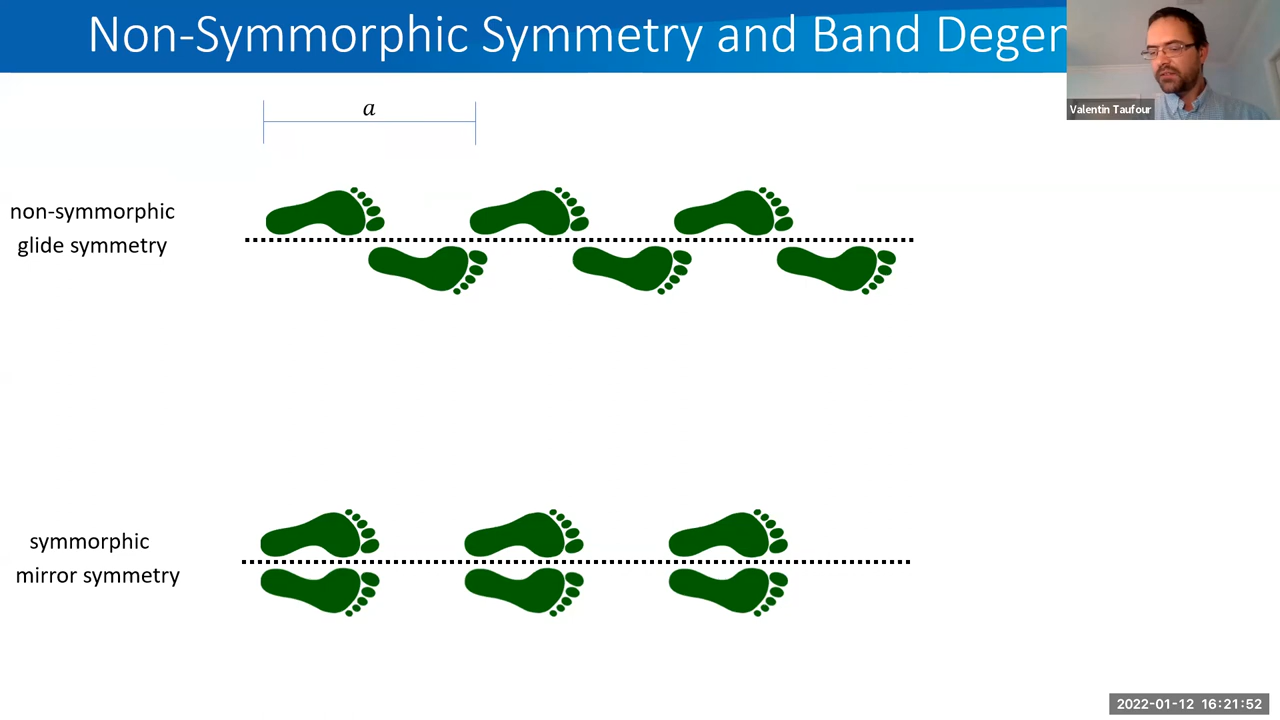 Non-Symmorphic Symmetry and Band Degen
Valentin Taufour
a
non-symmorphic
glide symmetry
symmorphic
mirror symmetry
2022-01-12 16:21:52